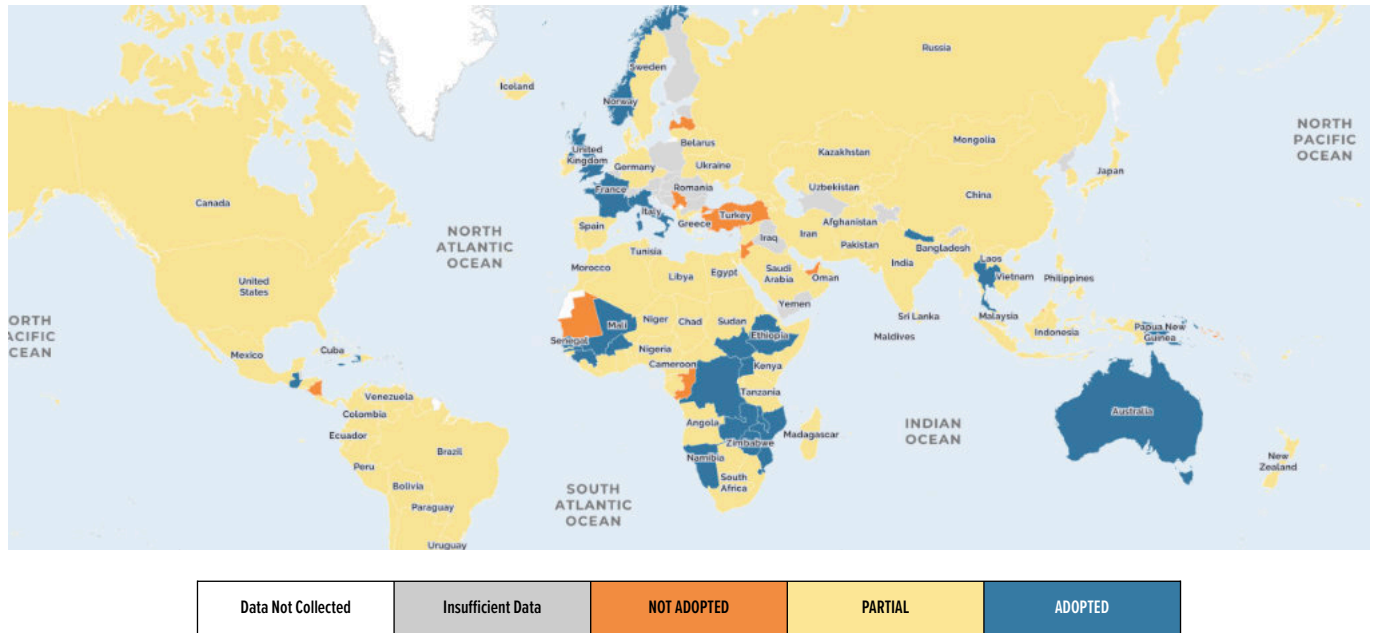 Russia
Sweden
Iceland
Norway
NORTH
PACIFIC
OCEAN
Belarus
United
Kingdom
Germany
Ukraine
Kazakhstan
Mongolia
Japan
Canada
France
Romania
Uzbekistan
China
Italy
Turkey
Spain
Greece
Afghanistan
NORTH
ATLANTIC
OCEAN
Tunisia
Iraq
Iran
Pakistan
Bangladesh
United
States
Morocco
Libya
Egypt
Saudi
Arabia
Oman
India
Laos
Vietnam
Philippines
Yemen
ORTH
ACIFIC
CEAN
Mali
Niger
Chad
Sudan
Sri Lanka
Malaysia
Mexico
Cuba
Senegal
Nigeria
Ethiopia
Maldives
Indonesia
Papua New
Guinea
Cameroon
Kenya
Venezuela
Colombia
Tanzania
Ecuador
Angola
Madagascar
INDIAN
OCEAN
Australia
Brazil
Zimbabwe
Peru
Namibia
New
Zealand
Bolivia
South
Africa
SOUTH
ATLANTIC
OCEAN
Paraguay
Uruguay
Data Not Collected
Insufficient Data
NOT ADOPTED
PARTIAL
ADOPTED